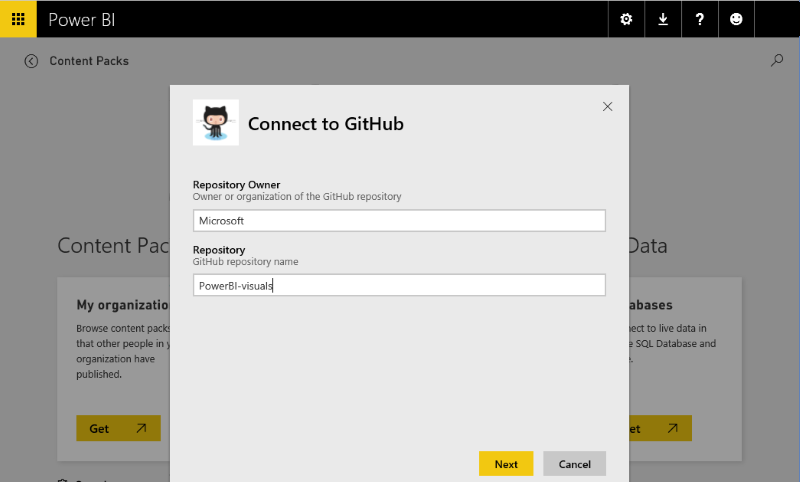 Power BI
?
Content Packs
Connect to GitHub
Repository Owner
Owner or organization of the GitHub repository
Microsoft
Repository
GitHub repository name
PowerBI-visuals
Content Pac
Data
My organizatio
Browse content packs
that other people in y
organization have
published.
Get
abases
nect to live data in
e SQL Database and
e.
et
Next
Cancel